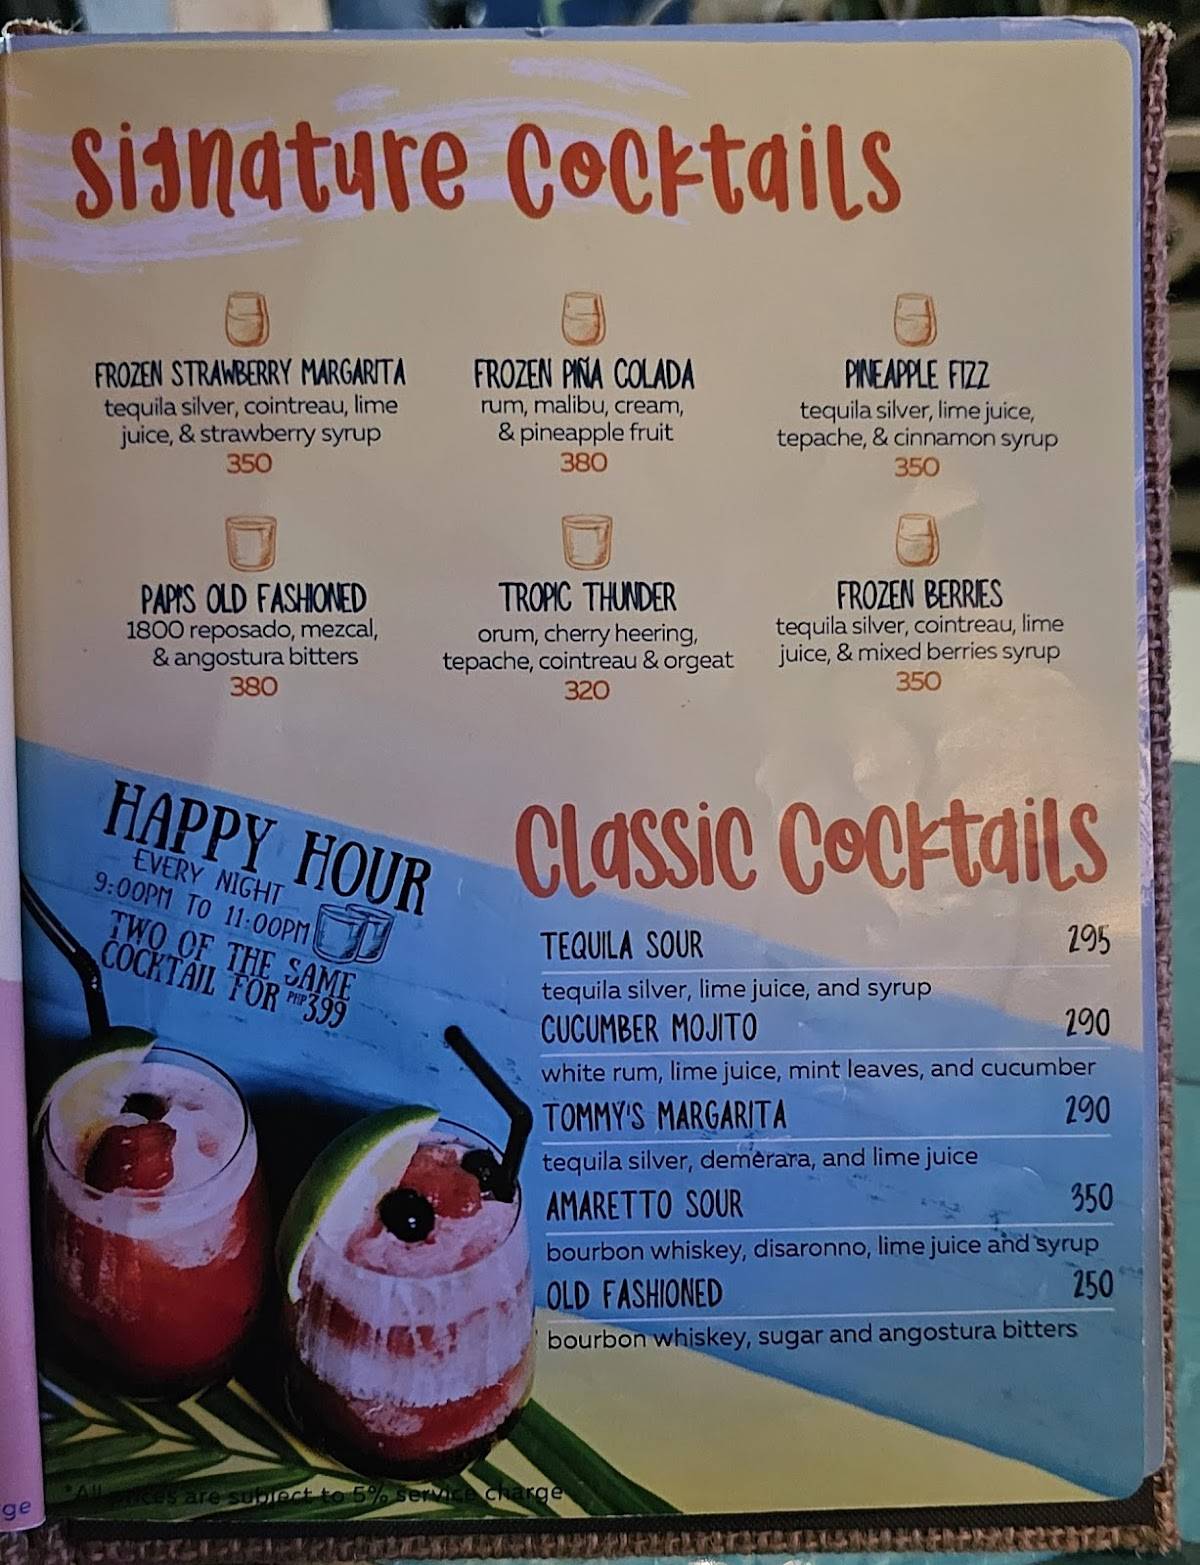 Signature Cocktails
FROZEN STRAWBERRY MARGARITA
tequila silver, cointreau, lime
juice, & strawberry syrup
350
FROZEN PIÑA COLADA
rum, malibu, cream,
& pineapple fruit
380
PINEAPPLE FIZZ
tequila silver, lime juice,
tepache, & cinnamon syrup
350
PAPI'S OLD FASHIONED
1800 reposado, mezcal,
& angostura bitters
380
TROPIC THUNDER
orum, cherry heering,
tepache, cointreau & orgeat
320
FROZEN BERRIES
tequila silver, cointreau, lime
juice, & mixed berries syrup
350
HAPPY HOUR
EVERY NIGHT
9:00PM TO 11:00PM
TWO OF THE SAME
COCKTAIL FOR PHP399
Classic Cocktails
TEQUILA SOUR 295
tequila silver, lime juice, and syrup
CUCUMBER MOJITO 290
white rum, lime juice, mint leaves, and cucumber
TOMMY'S MARGARITA 290
tequila silver, demerara, and lime juice
AMARETTO SOUR 350
bourbon whiskey, disaronno, lime juice and syrup
OLD FASHIONED 250
bourbon whiskey, sugar and angostura bitters
*All prices are subject to 5% service charge
ge